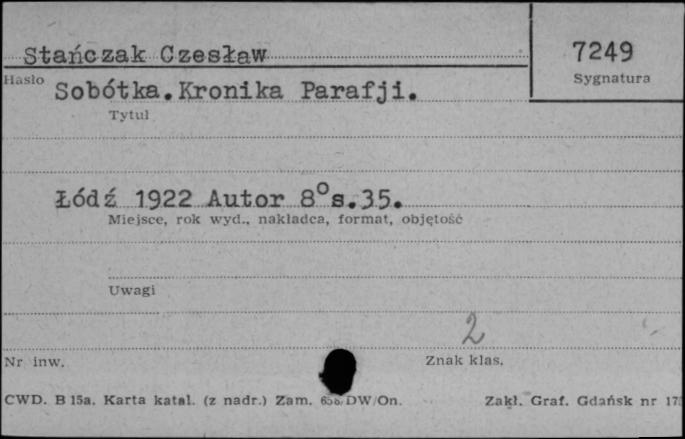 Stańczak Czesław
7249
Hasło
Sygnatura
Sobótka.Kronika Parafji.
Tytuł
Łódź 1922 Autor 8°s.35.
Miejsce, rok wyd., nakładca, format, objętość
Uwagi
2
Nr inw.
Znak klas.
CWD. B 15a. Karta katal. (z nadr.) Zam. DW/On.
Zakł. Graf. Gdańsk nr